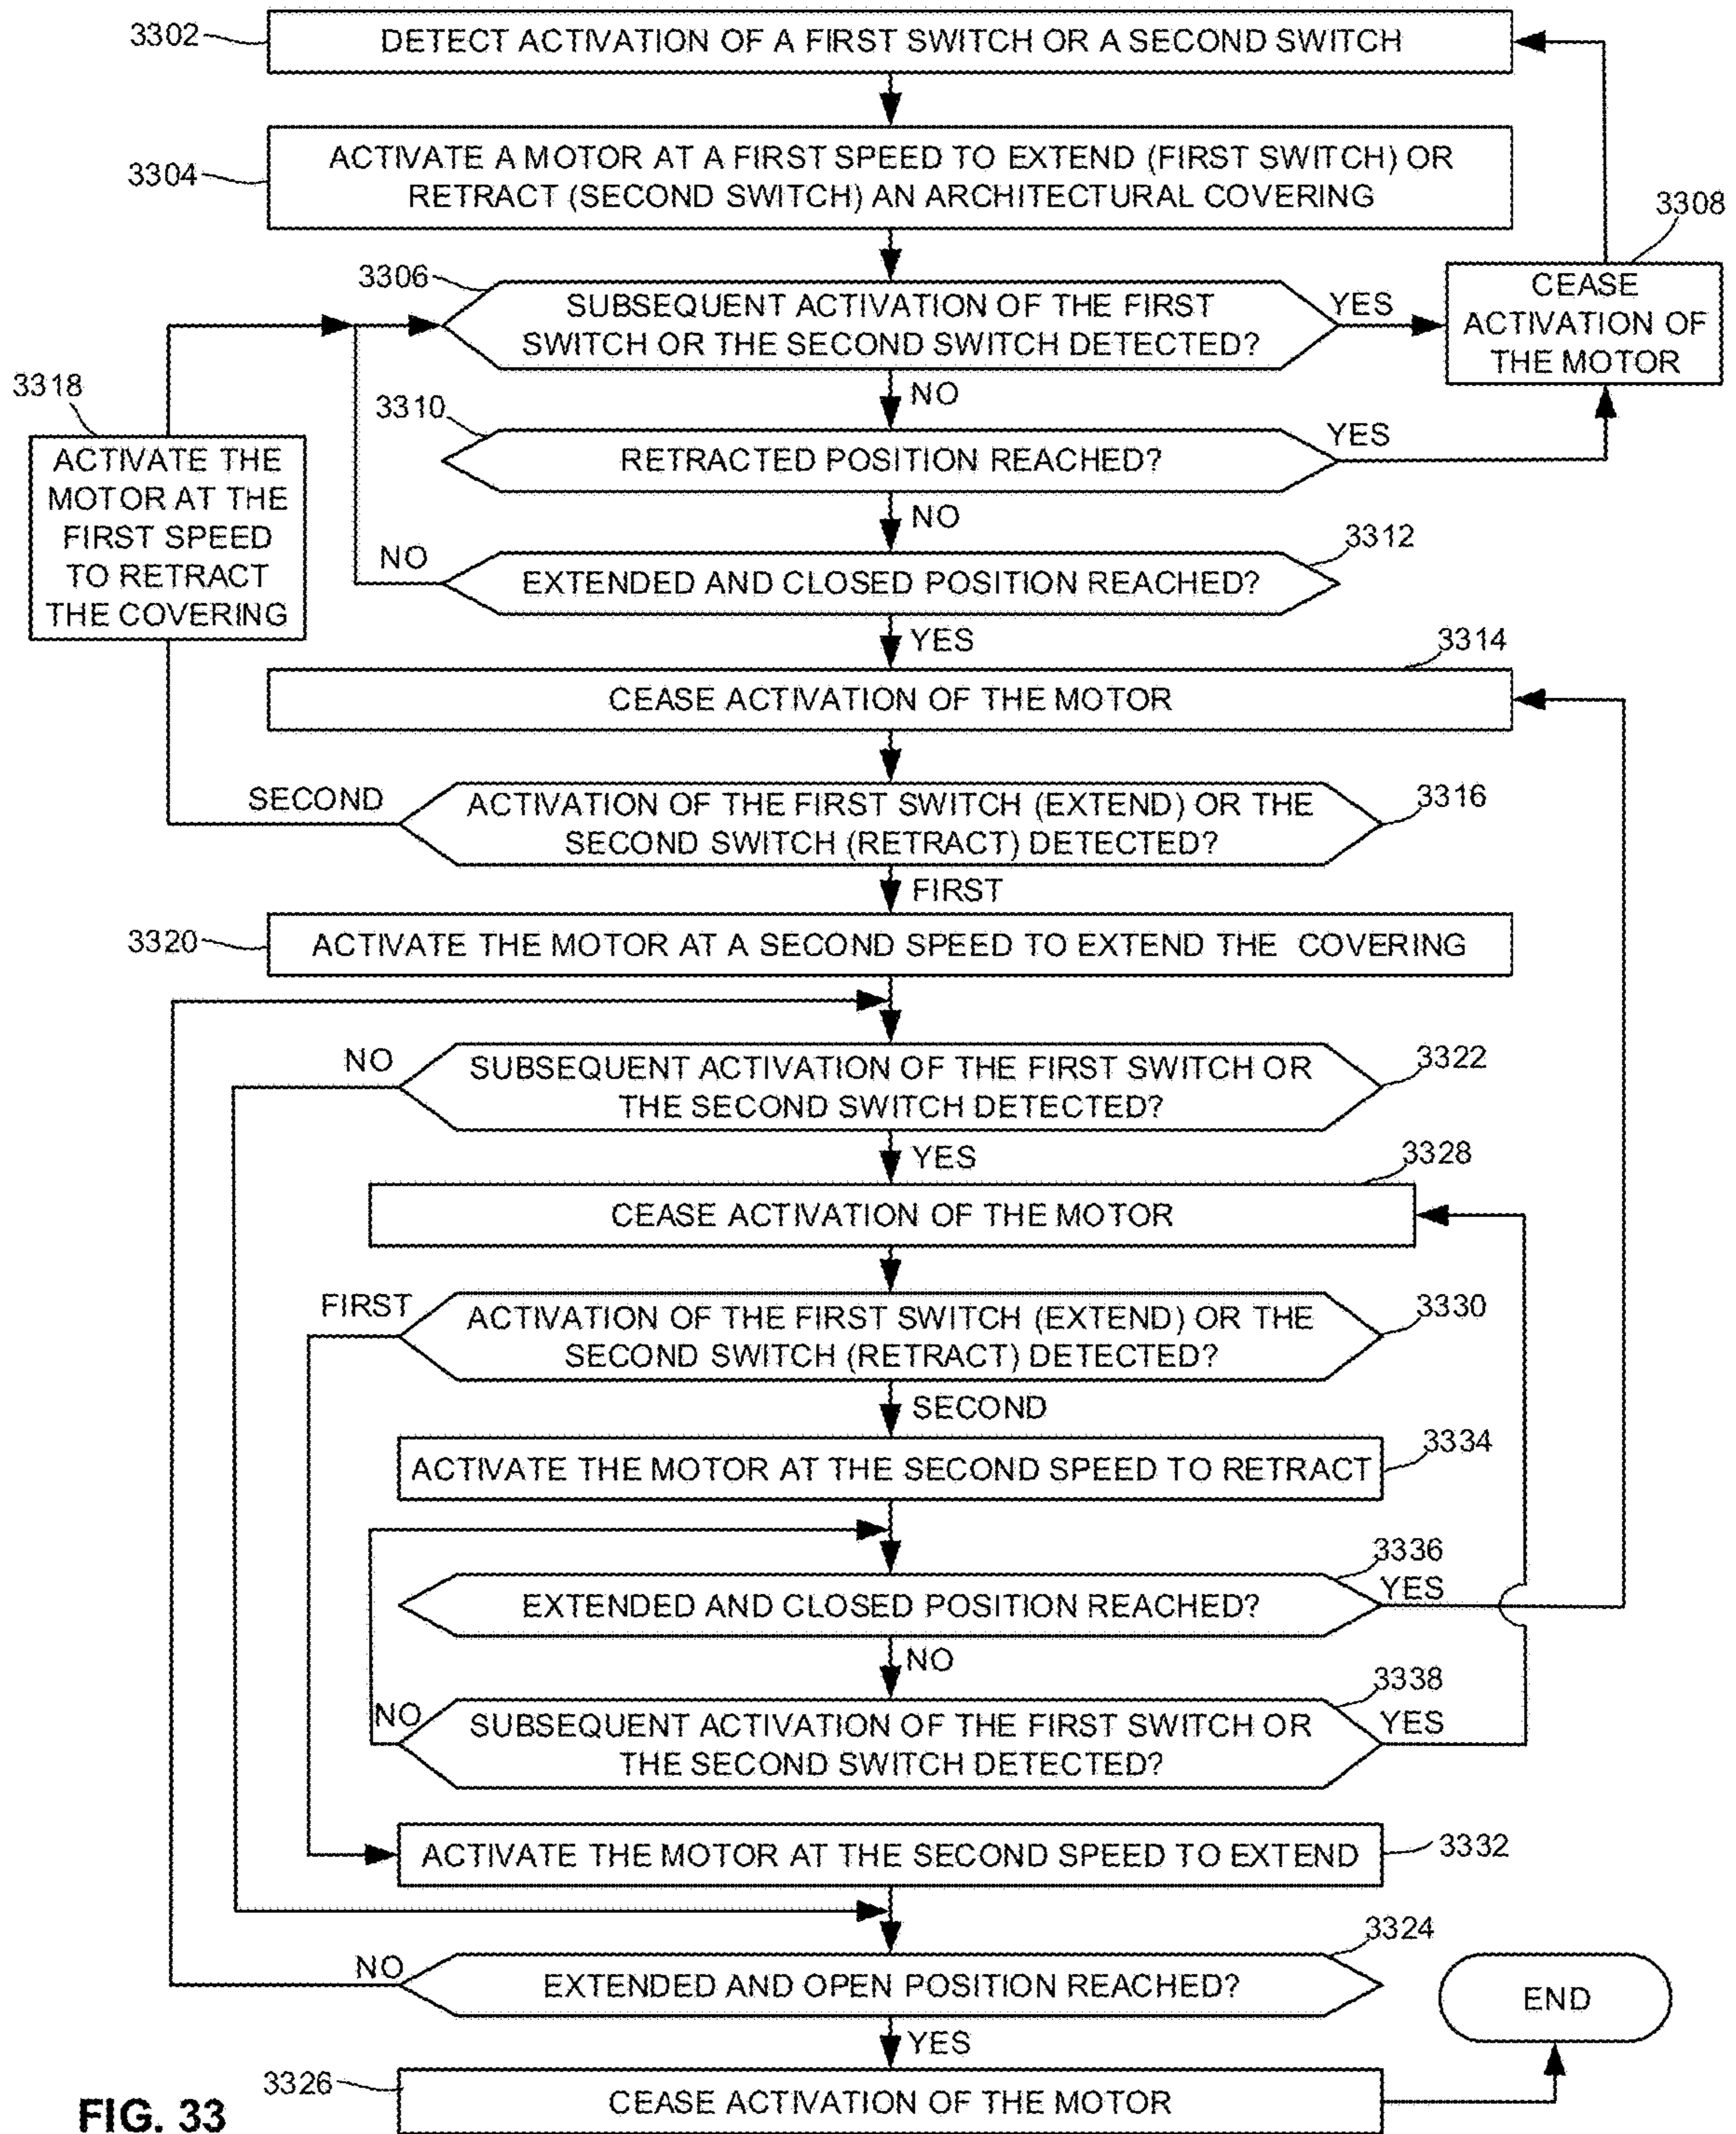 3302
DETECT ACTIVATION OF A FIRST SWITCH OR A SECOND SWITCH
3304
ACTIVATE A MOTOR AT A FIRST SPEED TO EXTEND (FIRST SWITCH) OR
RETRACT (SECOND SWITCH) AN ARCHITECTURAL COVERING
3308
CEASE
ACTIVATION OF
THE MOTOR
3306
SUBSEQUENT ACTIVATION OF THE FIRST
SWITCH OR THE SECOND SWITCH DETECTED?
YES
NO
3318
ACTIVATE THE
MOTOR AT THE
FIRST SPEED
TO RETRACT
THE COVERING
3310
RETRACTED POSITION REACHED?
YES
NO
3312
NO
EXTENDED AND CLOSED POSITION REACHED?
YES
3314
CEASE ACTIVATION OF THE MOTOR
SECOND
ACTIVATION OF THE FIRST SWITCH (EXTEND) OR THE
SECOND SWITCH (RETRACT) DETECTED?
3316
FIRST
3320
ACTIVATE THE MOTOR AT A SECOND SPEED TO EXTEND THE COVERING
NO
SUBSEQUENT ACTIVATION OF THE FIRST SWITCH OR
THE SECOND SWITCH DETECTED?
3322
YES
3328
CEASE ACTIVATION OF THE MOTOR
FIRST
ACTIVATION OF THE FIRST SWITCH (EXTEND) OR THE
SECOND SWITCH (RETRACT) DETECTED?
3330
SECOND
3334
ACTIVATE THE MOTOR AT THE SECOND SPEED TO RETRACT
3336
EXTENDED AND CLOSED POSITION REACHED?
YES
NO
3338
NO
SUBSEQUENT ACTIVATION OF THE FIRST SWITCH OR
THE SECOND SWITCH DETECTED?
YES
ACTIVATE THE MOTOR AT THE SECOND SPEED TO EXTEND
3332
3324
NO
EXTENDED AND OPEN POSITION REACHED?
END
YES
3326
CEASE ACTIVATION OF THE MOTOR
FIG. 33